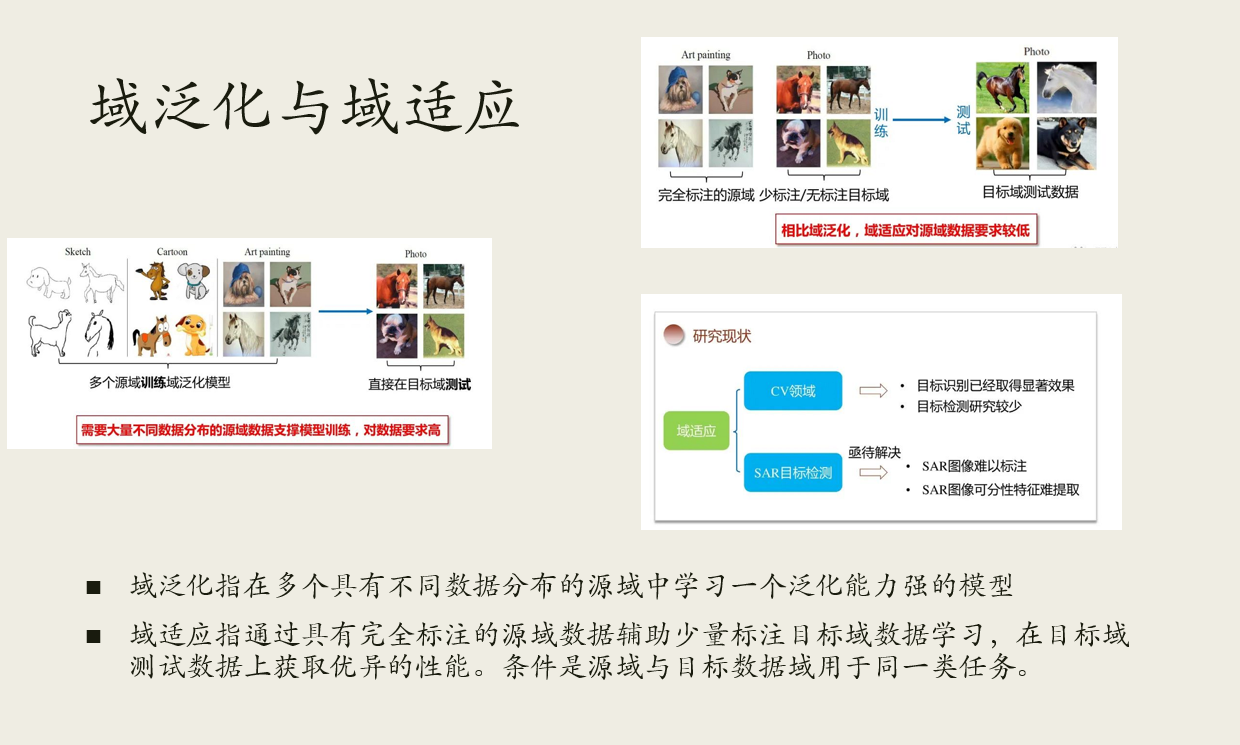 域泛化与域适应
Art painting
Photo
Photo
训练
测试
完全标注的源域
少标注/无标注目标域
目标域测试数据
相比域泛化，域适应对源域数据要求较低
Sketch
Cartoon
Art painting
Photo
多个源域训练域泛化模型
直接在目标域测试
需要大量不同数据分布的源域数据支撑模型训练，对数据要求高
研究现状
域适应
CV领域
• 目标识别已经取得显著效果
• 目标检测研究较少
SAR目标检测
亟待解决
• SAR图像难以标注
• SAR图像可分性特征难提取
■ 域泛化指在多个具有不同数据分布的源域中学习一个泛化能力强的模型
■ 域适应指通过具有完全标注的源域数据辅助少量标注目标域数据学习，在目标域
测试数据上获取优异的性能。条件是源域与目标数据域用于同一类任务。